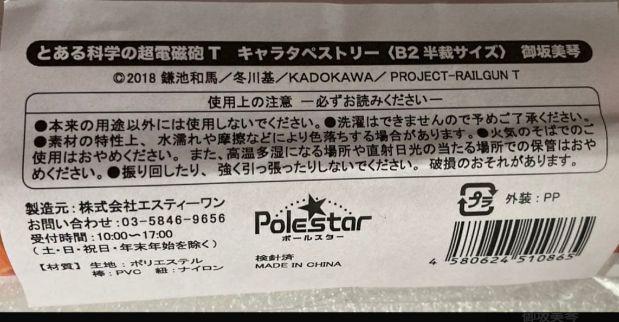 とある科学の超電磁砲T　キャラタペストリー〈B2半裁サイズ〉 御坂美琴
©2018 鎌池和馬／冬川基／KADOKAWA／PROJECT-RAILGUN T
使用上の注意 ―必ずお読みください―
●本来の用途以外には使用しないでください。●洗濯はできませんので予めご了承ください。
●素材の特性上、水濡れや摩擦などにより色落ちする場合があります。●火気のそばでのご
使用はおやめください。また、高温多湿になる場所や直射日光の当たる場所での保管はおや
めください。●振り回したり、強く引っ張ったりしないでください。破損のおそれがあります。
製造元：株式会社エスティーワン
お問い合わせ：03-5846-9656
受付時間：10:00〜17:00
（土・日・祝日・年末年始を除く）
【材質】生地：ポリエステル
棒：PVC 紐：ナイロン
Polestar
ポールスター
検針済
MADE IN CHINA
プラ
外装：PP
4 580624 510865
御坂美琴